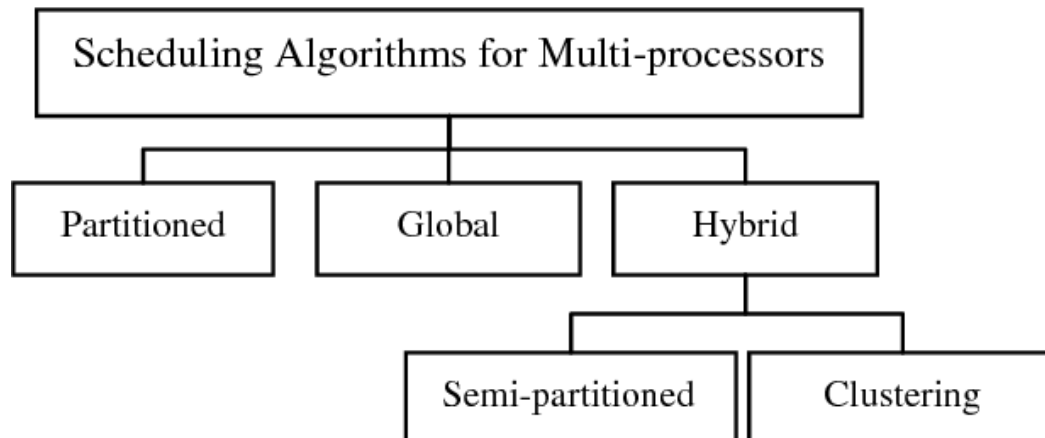 Scheduling Algorithms for Multi-processors
Partitioned
Global
Hybrid
Semi-partitioned
Clustering